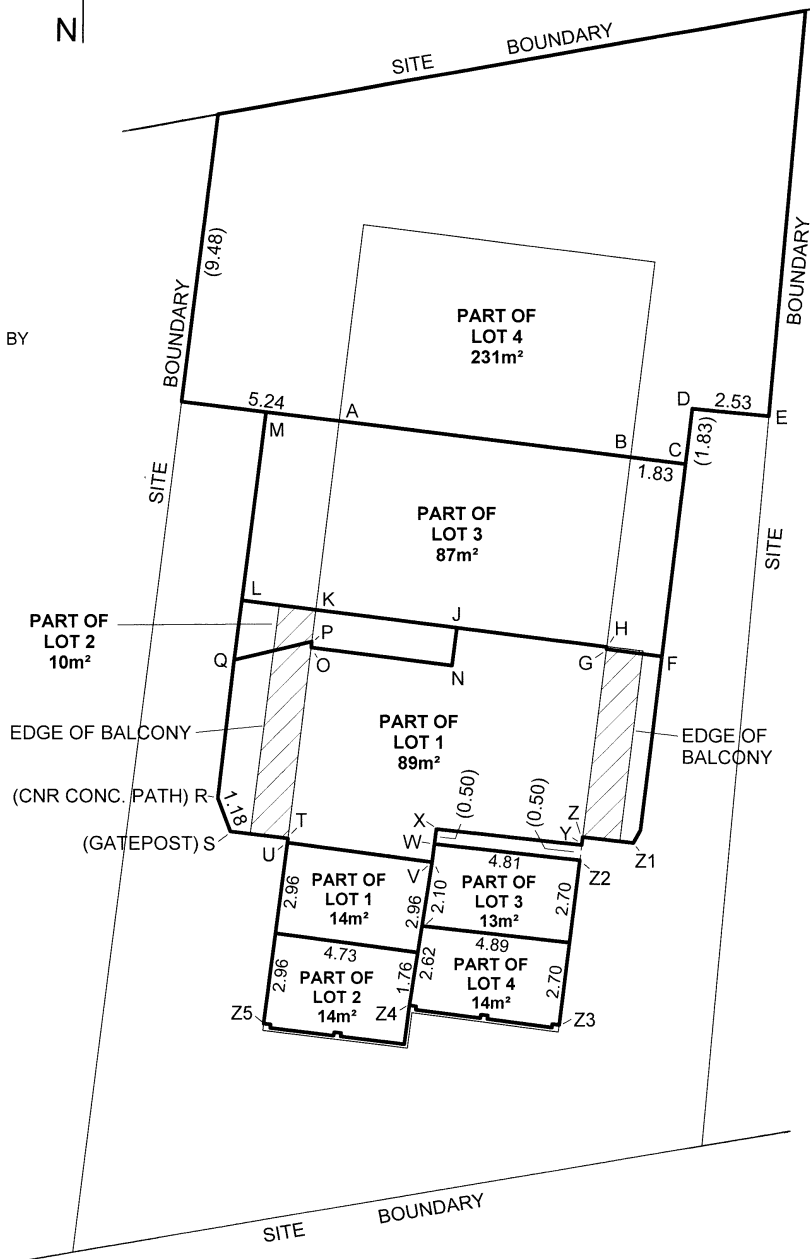 N
SITE BOUNDARY
BOUNDARY
(9.48)
BOUNDARY
BY
PART OF
LOT 4
231m²
5.24
M
A
B
C
1.83
D
2.53
E
(1.83)
SITE
SITE
PART OF
LOT 3
87m²
L
K
J
H
PART OF
LOT 2
10m²
P
O
N
G
F
Q
EDGE OF BALCONY
PART OF
LOT 1
89m²
EDGE OF
BALCONY
(CNR CONC. PATH) R
1.18
(GATEPOST) S
T
U
X
W
V
(0.50)
(0.50)
Z
Y
Z1
Z2
4.81
2.96
PART OF
LOT 1
14m²
2.96
2.10
PART OF
LOT 3
13m²
2.70
4.73
4.89
2.96
PART OF
LOT 2
14m²
1.76
2.62
PART OF
LOT 4
14m²
2.70
Z5
Z4
Z3
SITE BOUNDARY